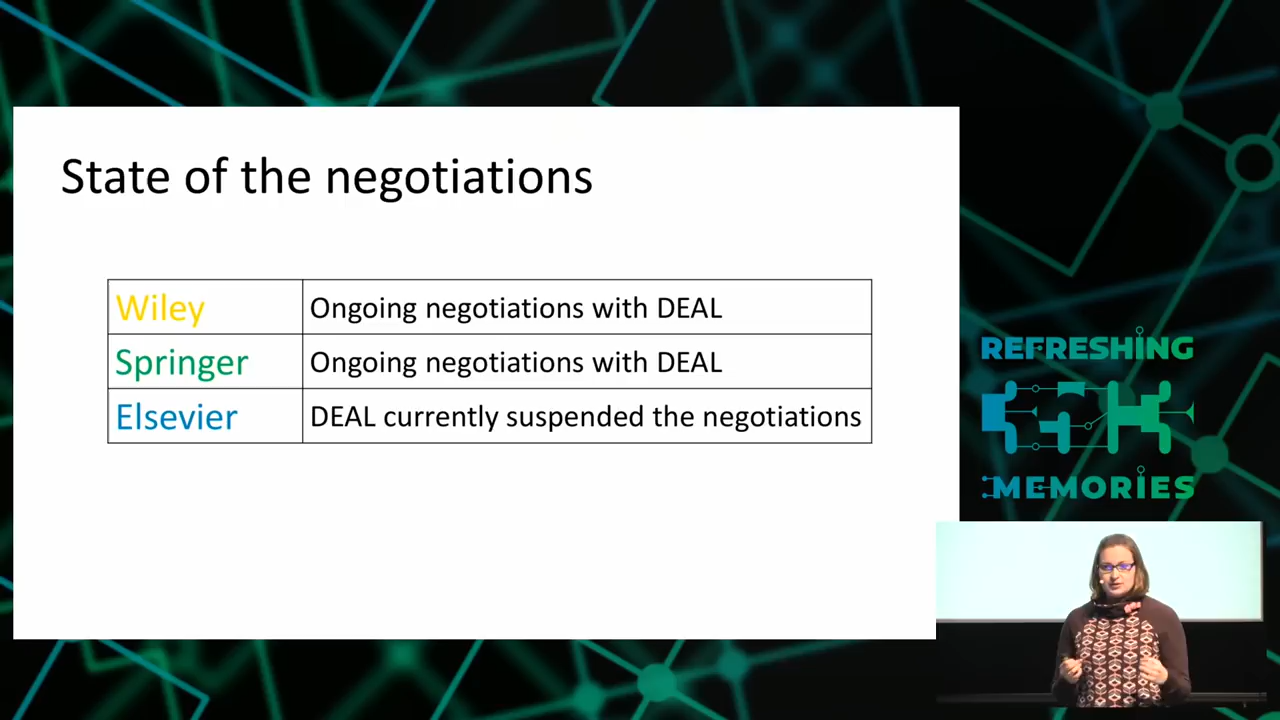 State of the negotiations
Wiley Ongoing negotiations with DEAL
Springer Ongoing negotiations with DEAL
Elsevier DEAL currently suspended the negotiations
REFRESHING
35C3
MEMORIES